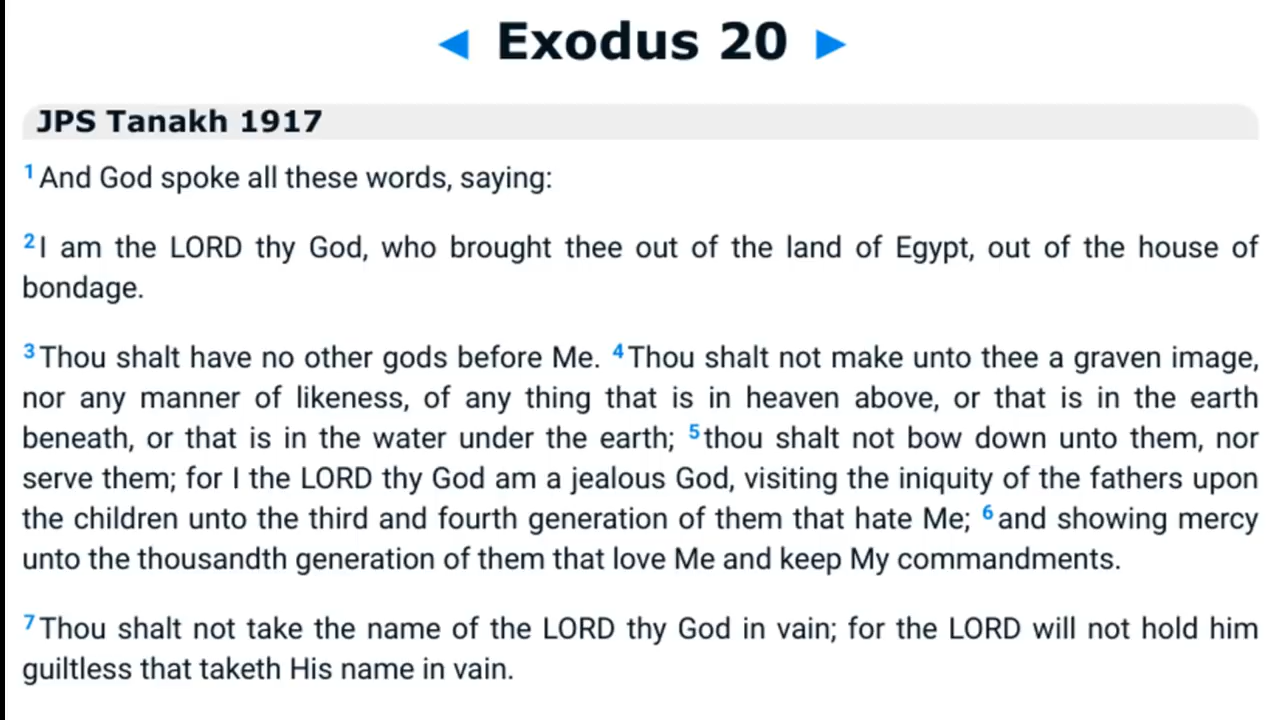 ◄ Exodus 20 ►
JPS Tanakh 1917
1 And God spoke all these words, saying:
2 I am the LORD thy God, who brought thee out of the land of Egypt, out of the house of
bondage.
3 Thou shalt have no other gods before Me. 4 Thou shalt not make unto thee a graven image,
nor any manner of likeness, of any thing that is in heaven above, or that is in the earth
beneath, or that is in the water under the earth; 5 thou shalt not bow down unto them, nor
serve them; for I the LORD thy God am a jealous God, visiting the iniquity of the fathers upon
the children unto the third and fourth generation of them that hate Me; 6 and showing mercy
unto the thousandth generation of them that love Me and keep My commandments.
7 Thou shalt not take the name of the LORD thy God in vain; for the LORD will not hold him
guiltless that taketh His name in vain.